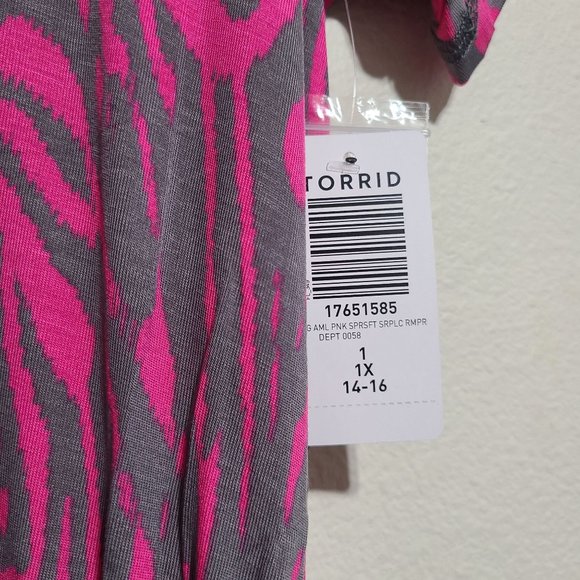 TORRID
17651585
G AML PNK SPRSFT SRPLC RMPR
DEPT 0058
1
1X
14-16